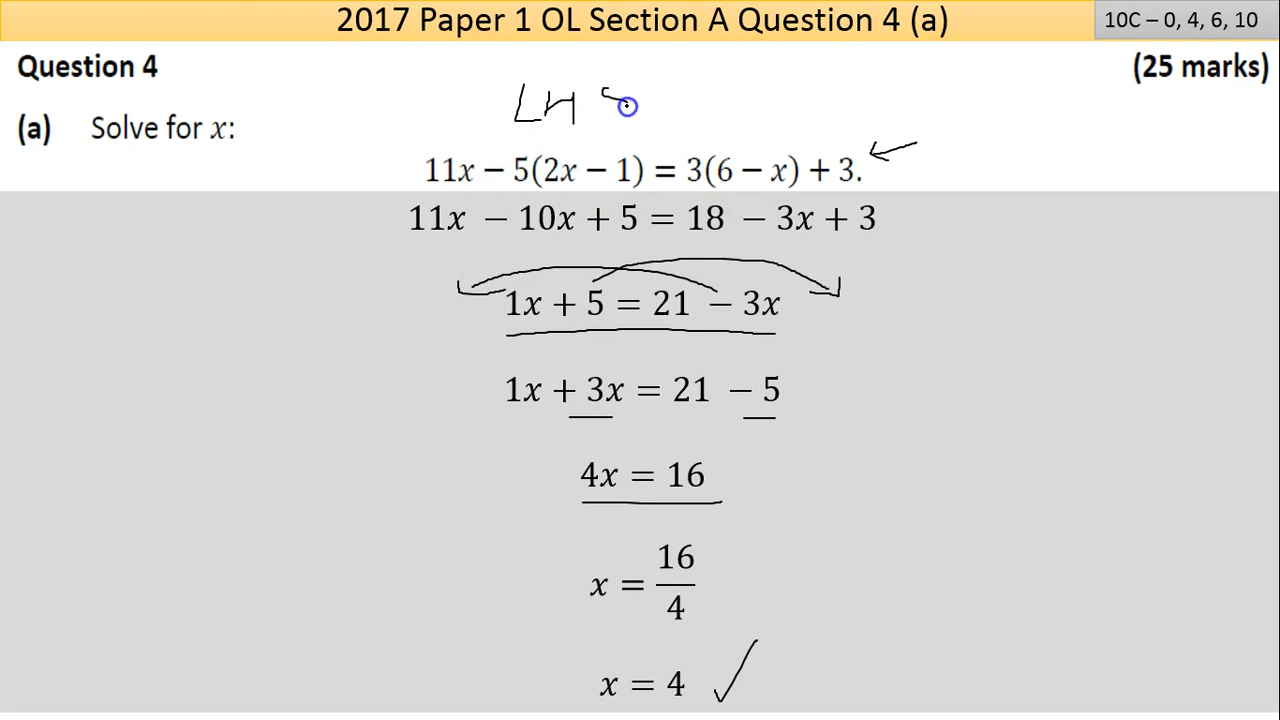 2017 Paper 1 OL Section A Question 4 (a)
10C – 0, 4, 6, 10
Question 4
(25 marks)
LH
(a) Solve for x:
11x − 5(2x − 1) = 3(6 − x) + 3.
11x − 10x + 5 = 18 − 3x + 3
1x + 5 = 21 − 3x
1x + 3x = 21 − 5
4x = 16
x = 16/4
x = 4